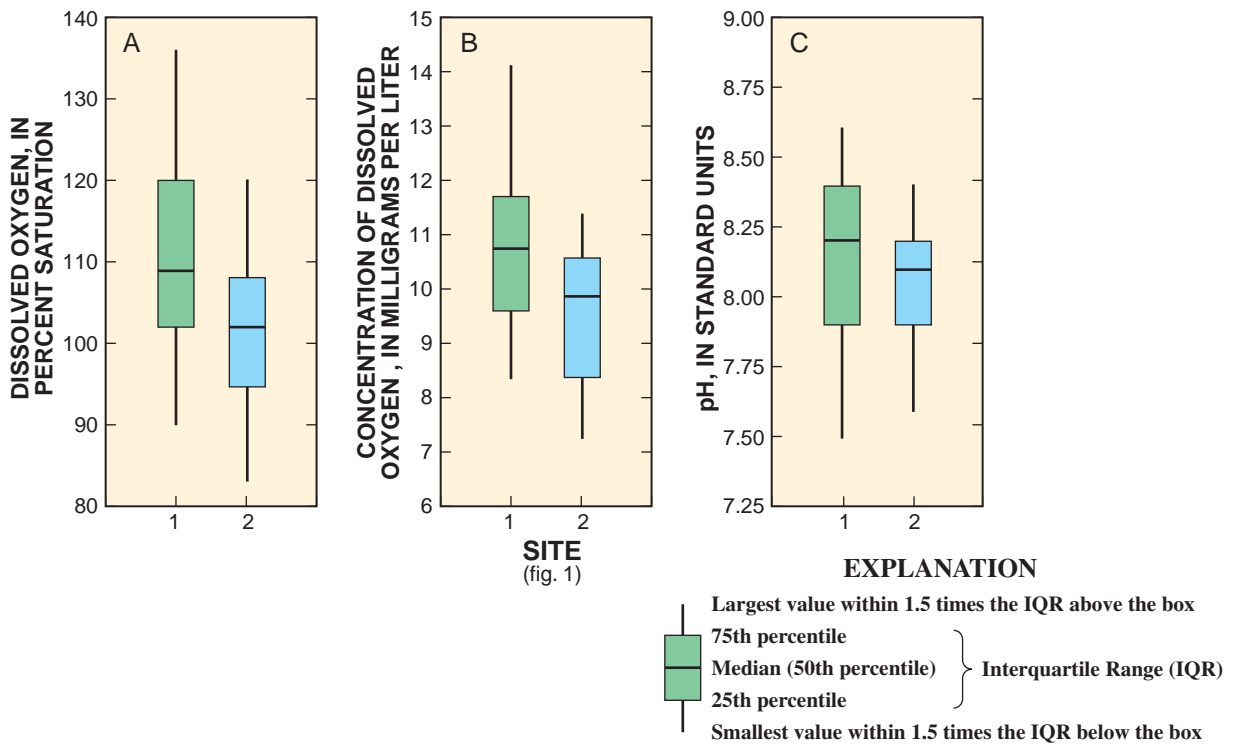 A
DISSOLVED OXYGEN, IN
PERCENT SATURATION
140
130
120
110
100
90
80
1
2
B
CONCENTRATION OF DISSOLVED
OXYGEN , IN MILLIGRAMS PER LITER
15
14
13
12
11
10
9
8
7
6
1
2
SITE
(fig. 1)
C
pH, IN STANDARD UNITS
9.00
8.75
8.50
8.25
8.00
7.75
7.50
7.25
1
2
EXPLANATION
Largest value within 1.5 times the IQR above the box
75th percentile
Median (50th percentile)
Interquartile Range (IQR)
25th percentile
Smallest value within 1.5 times the IQR below the box